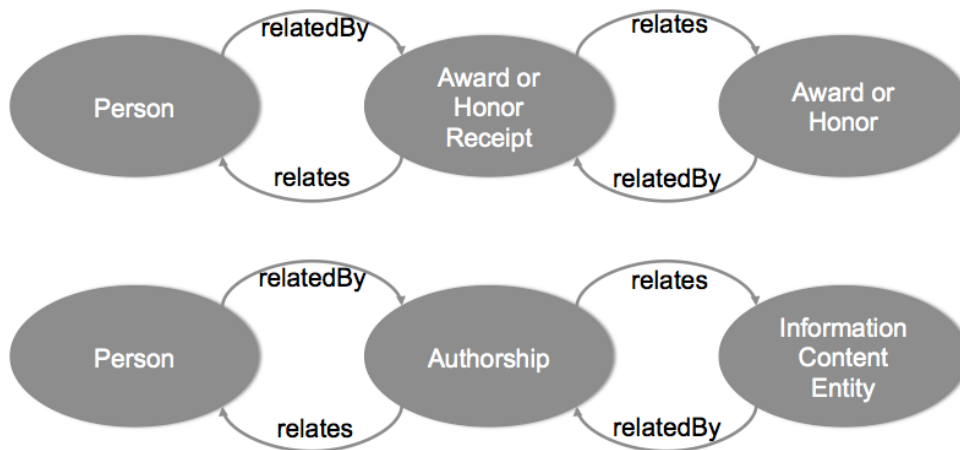 relatedBy
relates
Person
Award or
Honor
Receipt
Award or
Honor
relates
relatedBy
relatedBy
relates
Person
Authorship
Information
Content
Entity
relates
relatedBy